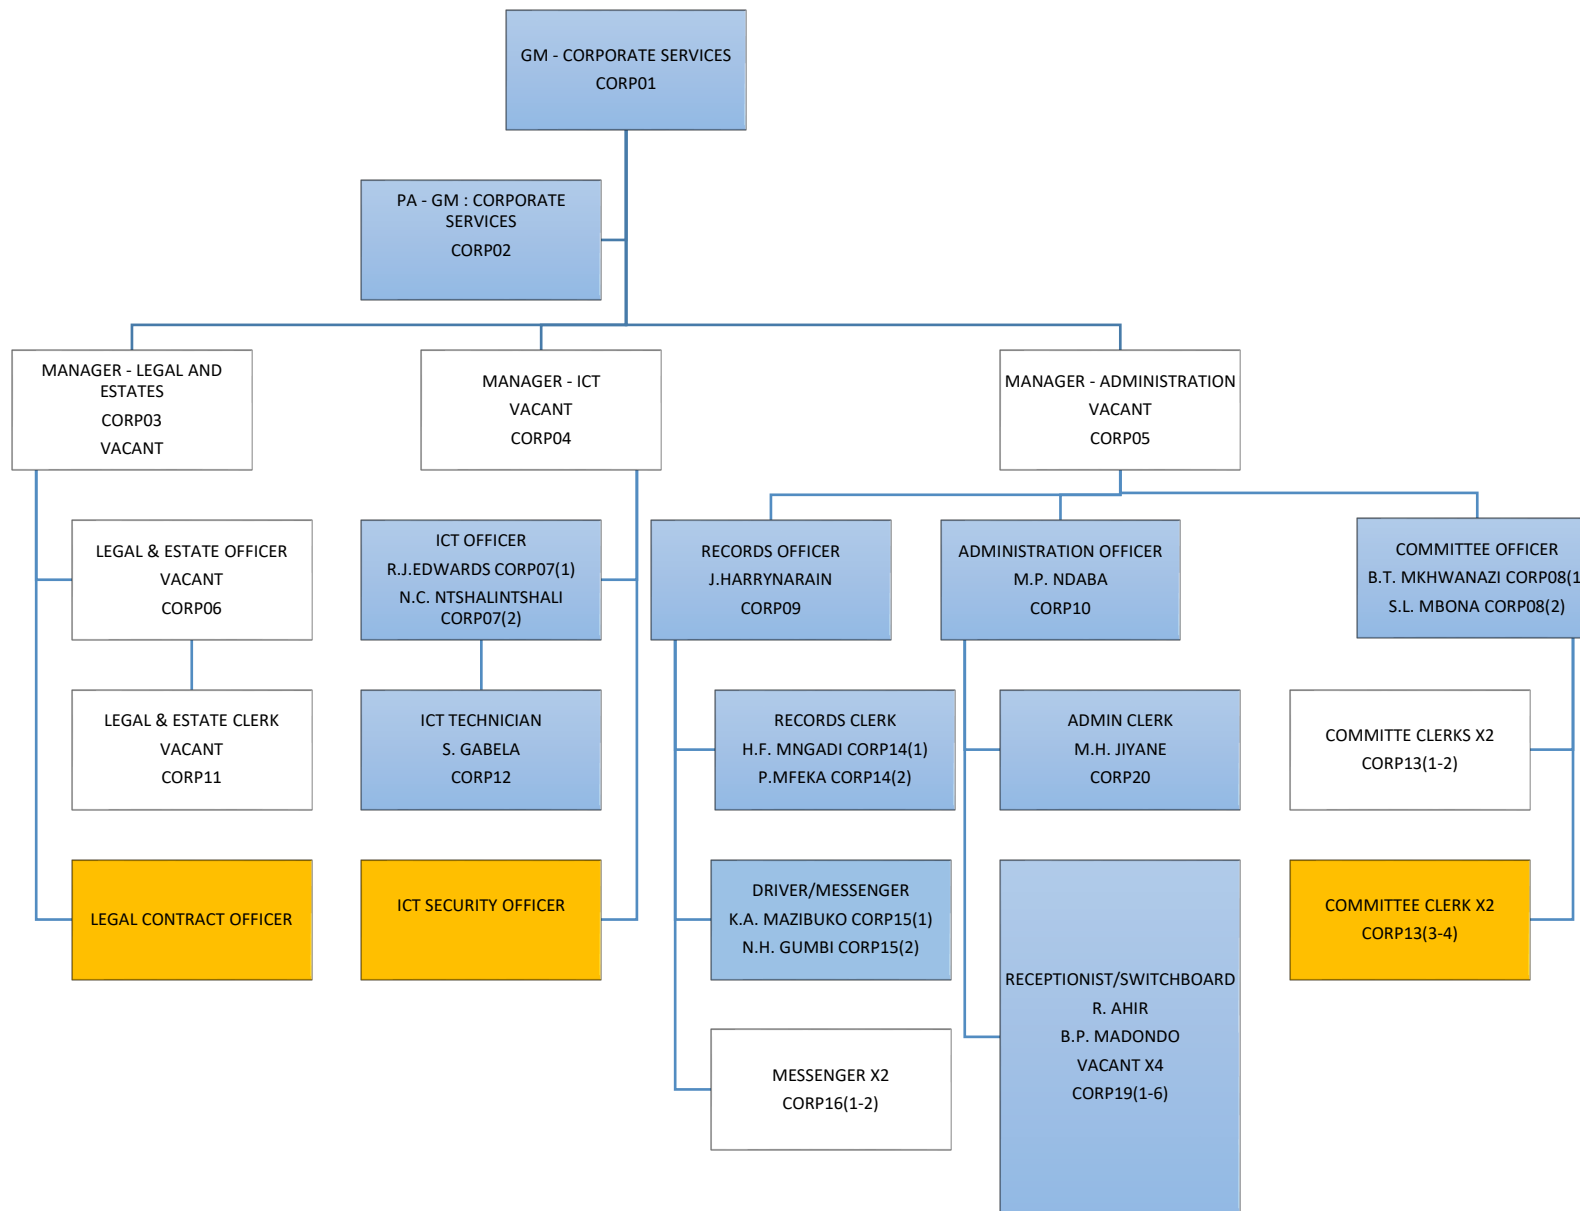 GM - CORPORATE SERVICES
CORP01
PA - GM : CORPORATE
SERVICES
CORP02
MANAGER - LEGAL AND
ESTATES
CORP03
VACANT
MANAGER - ICT
VACANT
CORP04
MANAGER - ADMINISTRATION
VACANT
CORP05
LEGAL & ESTATE OFFICER
VACANT
CORP06
ICT OFFICER
R.J.EDWARDS CORP07(1)
N.C. NTSHALINTSHALI
CORP07(2)
RECORDS OFFICER
J.HARRYNARAIN
CORP09
ADMINISTRATION OFFICER
M.P. NDABA
CORP10
COMMITTEE OFFICER
B.T. MKHWANAZI CORP08(1
S.L. MBONA CORP08(2)
LEGAL & ESTATE CLERK
VACANT
CORP11
ICT TECHNICIAN
S. GABELA
CORP12
RECORDS CLERK
H.F. MNGADI CORP14(1)
P.MFEKA CORP14(2)
ADMIN CLERK
M.H. JIYANE
CORP20
COMMITTE CLERKS X2
CORP13(1-2)
LEGAL CONTRACT OFFICER
ICT SECURITY OFFICER
DRIVER/MESSENGER
K.A. MAZIBUKO CORP15(1)
N.H. GUMBI CORP15(2)
RECEPTIONIST/SWITCHBOARD
R. AHIR
B.P. MADONDO
VACANT X4
CORP19(1-6)
COMMITTEE CLERK X2
CORP13(3-4)
MESSENGER X2
CORP16(1-2)